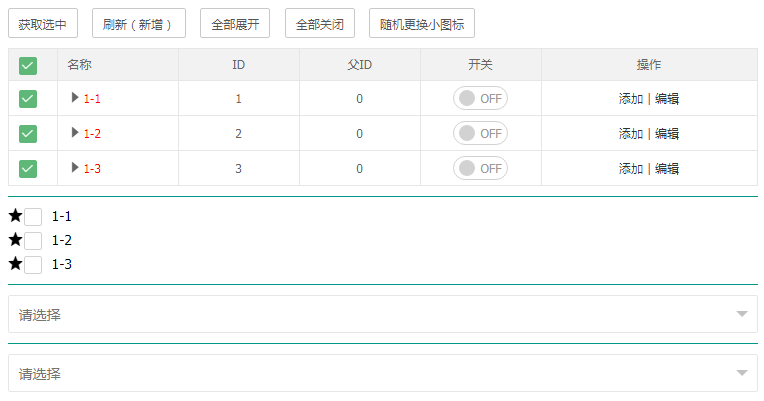 获取选中 刷新（新增） 全部展开 全部关闭 随机更换小图标
名称 ID 父ID 开关 操作
1-1 1 0 OFF 添加 | 编辑
1-2 2 0 OFF 添加 | 编辑
1-3 3 0 OFF 添加 | 编辑
1-1
1-2
1-3
请选择
请选择